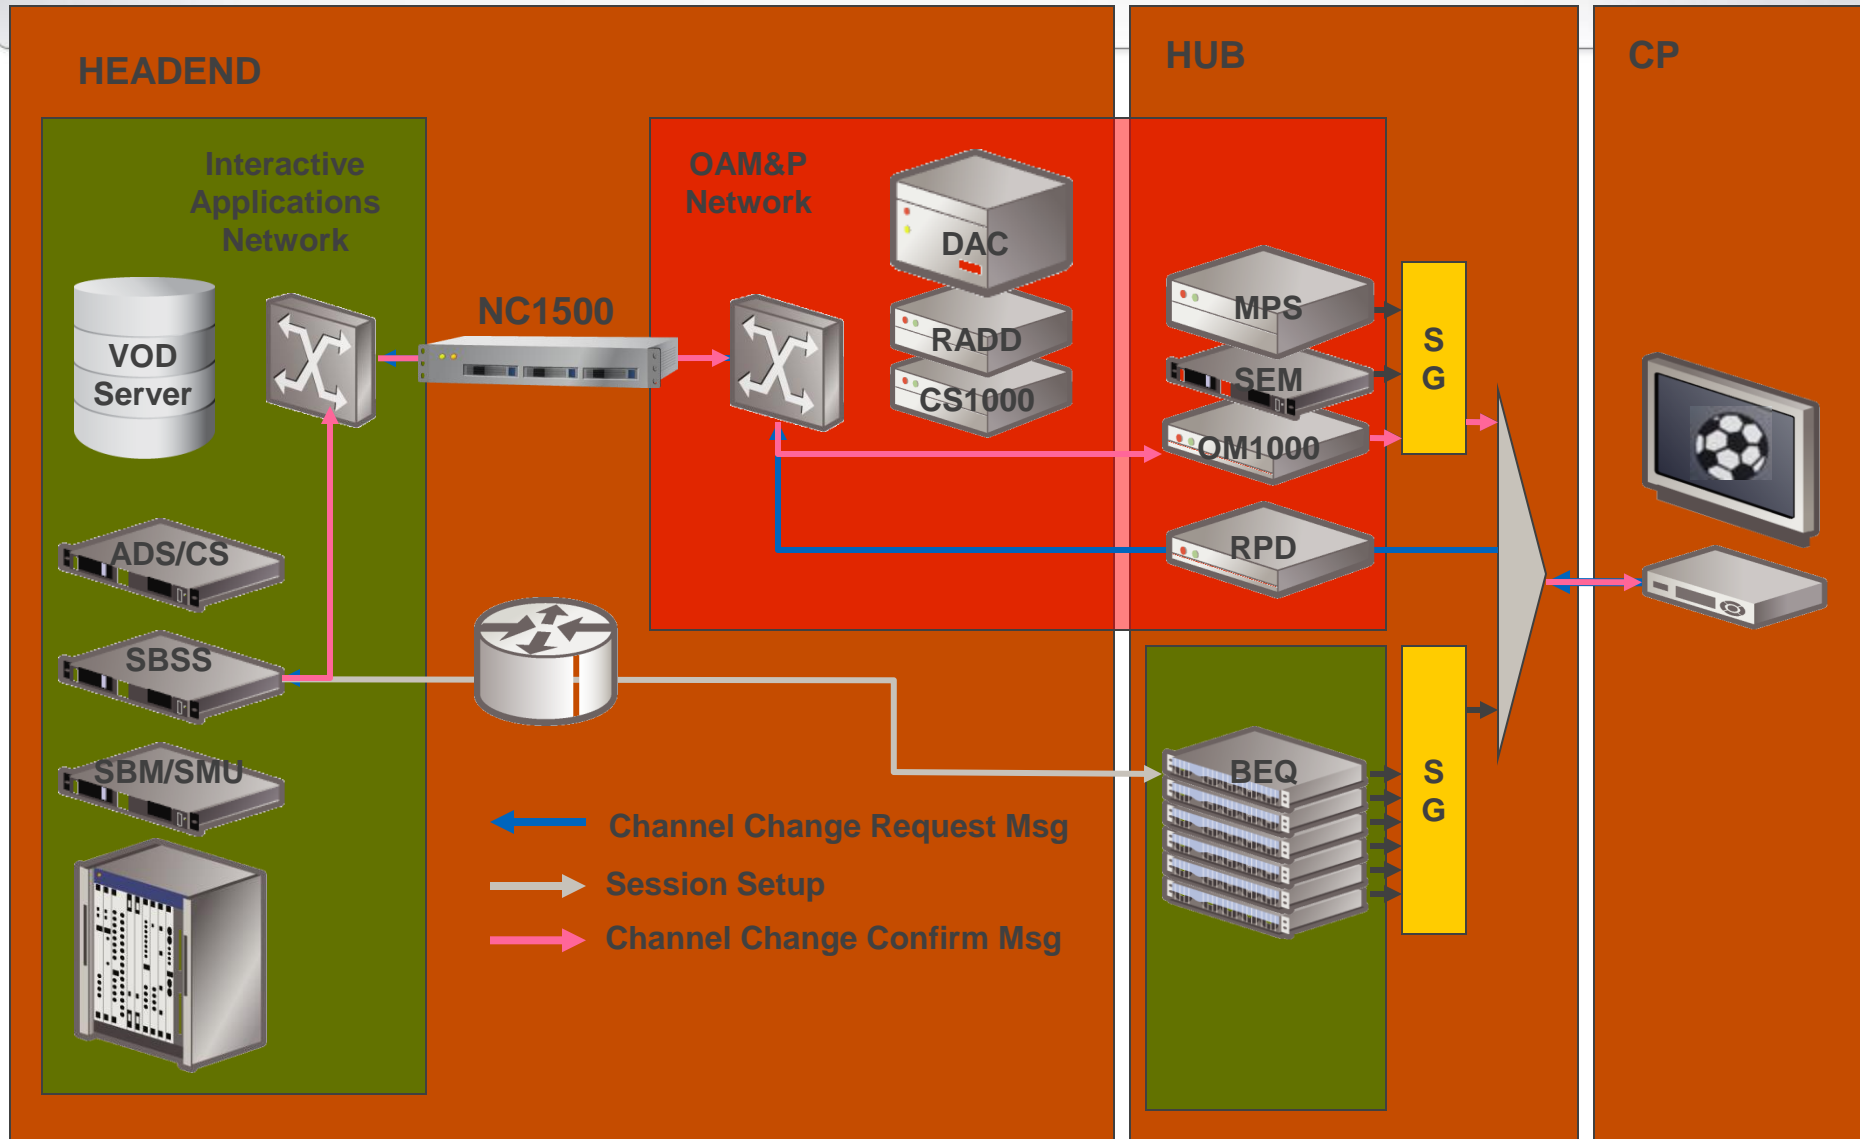 HEADEND
HUB
CP
Interactive
Applications
Network
OAM&P
Network
DAC
NC1500
VOD
Server
RADD
CS1000
MPS
SEM
OM1000
RPD
S
G
ADS/CS
SBSS
SBM/SMU
BEQ
S
G
Channel Change Request Msg
Session Setup
Channel Change Confirm Msg